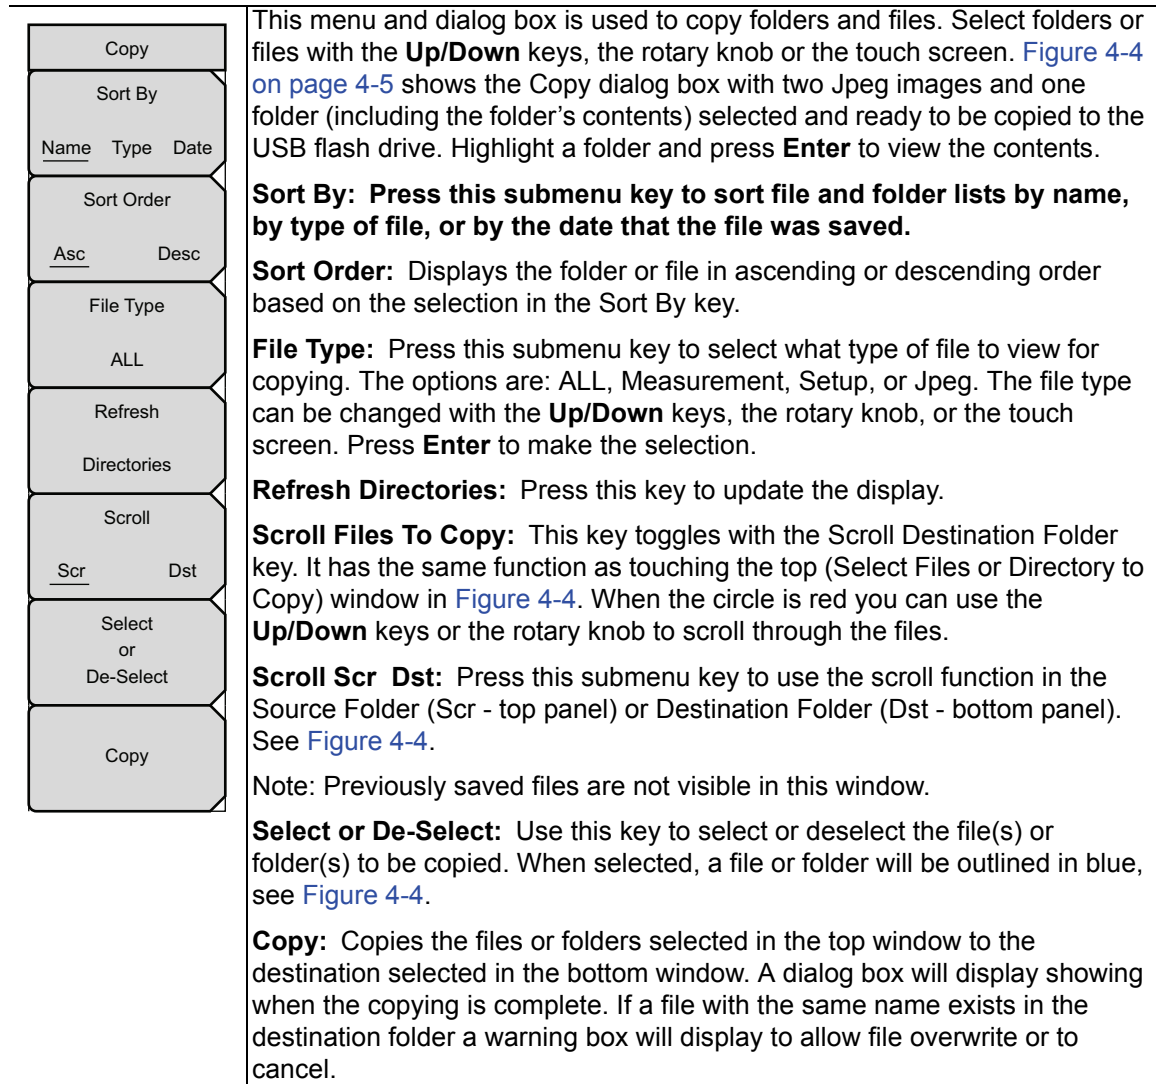 Copy
Sort By
Name Type Date
Sort Order
Asc Desc
File Type
ALL
Refresh
Directories
Scroll
Scr Dst
Select
or
De-Select
Copy
This menu and dialog box is used to copy folders and files. Select folders or
files with the Up/Down keys, the rotary knob or the touch screen. Figure 4-4
on page 4-5 shows the Copy dialog box with two Jpeg images and one
folder (including the folder’s contents) selected and ready to be copied to the
USB flash drive. Highlight a folder and press Enter to view the contents.
Sort By: Press this submenu key to sort file and folder lists by name,
by type of file, or by the date that the file was saved.
Sort Order: Displays the folder or file in ascending or descending order
based on the selection in the Sort By key.
File Type: Press this submenu key to select what type of file to view for
copying. The options are: ALL, Measurement, Setup, or Jpeg. The file type
can be changed with the Up/Down keys, the rotary knob, or the touch
screen. Press Enter to make the selection.
Refresh Directories: Press this key to update the display.
Scroll Files To Copy: This key toggles with the Scroll Destination Folder
key. It has the same function as touching the top (Select Files or Directory to
Copy) window in Figure 4-4. When the circle is red you can use the
Up/Down keys or the rotary knob to scroll through the files.
Scroll Scr Dst: Press this submenu key to use the scroll function in the
Source Folder (Scr - top panel) or Destination Folder (Dst - bottom panel).
See Figure 4-4.
Note: Previously saved files are not visible in this window.
Select or De-Select: Use this key to select or deselect the file(s) or
folder(s) to be copied. When selected, a file or folder will be outlined in blue,
see Figure 4-4.
Copy: Copies the files or folders selected in the top window to the
destination selected in the bottom window. A dialog box will display showing
when the copying is complete. If a file with the same name exists in the
destination folder a warning box will display to allow file overwrite or to
cancel.